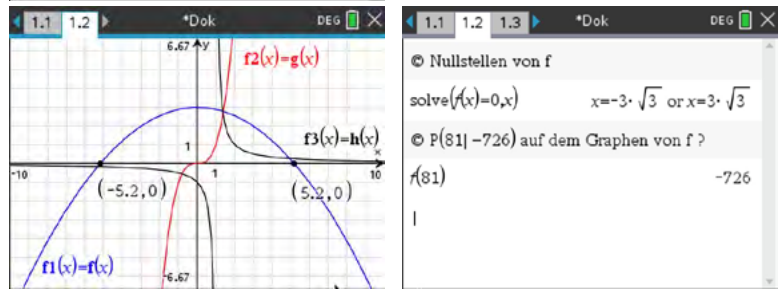 1.1 1.2 *Dok DEG
6.67 y
f2(x)=g(x)
1
f3(x)=h(x)
x
-10 1 10
(-5.2,0) (5.2,0)
f1(x)=f(x)
-6.67
1.1 1.2 1.3 *Dok DEG
© Nullstellen von f
solve(f(x)=0,x) x=-3·√3 or x=3·√3
© P(81|-726) auf dem Graphen von f ?
f(81) -726